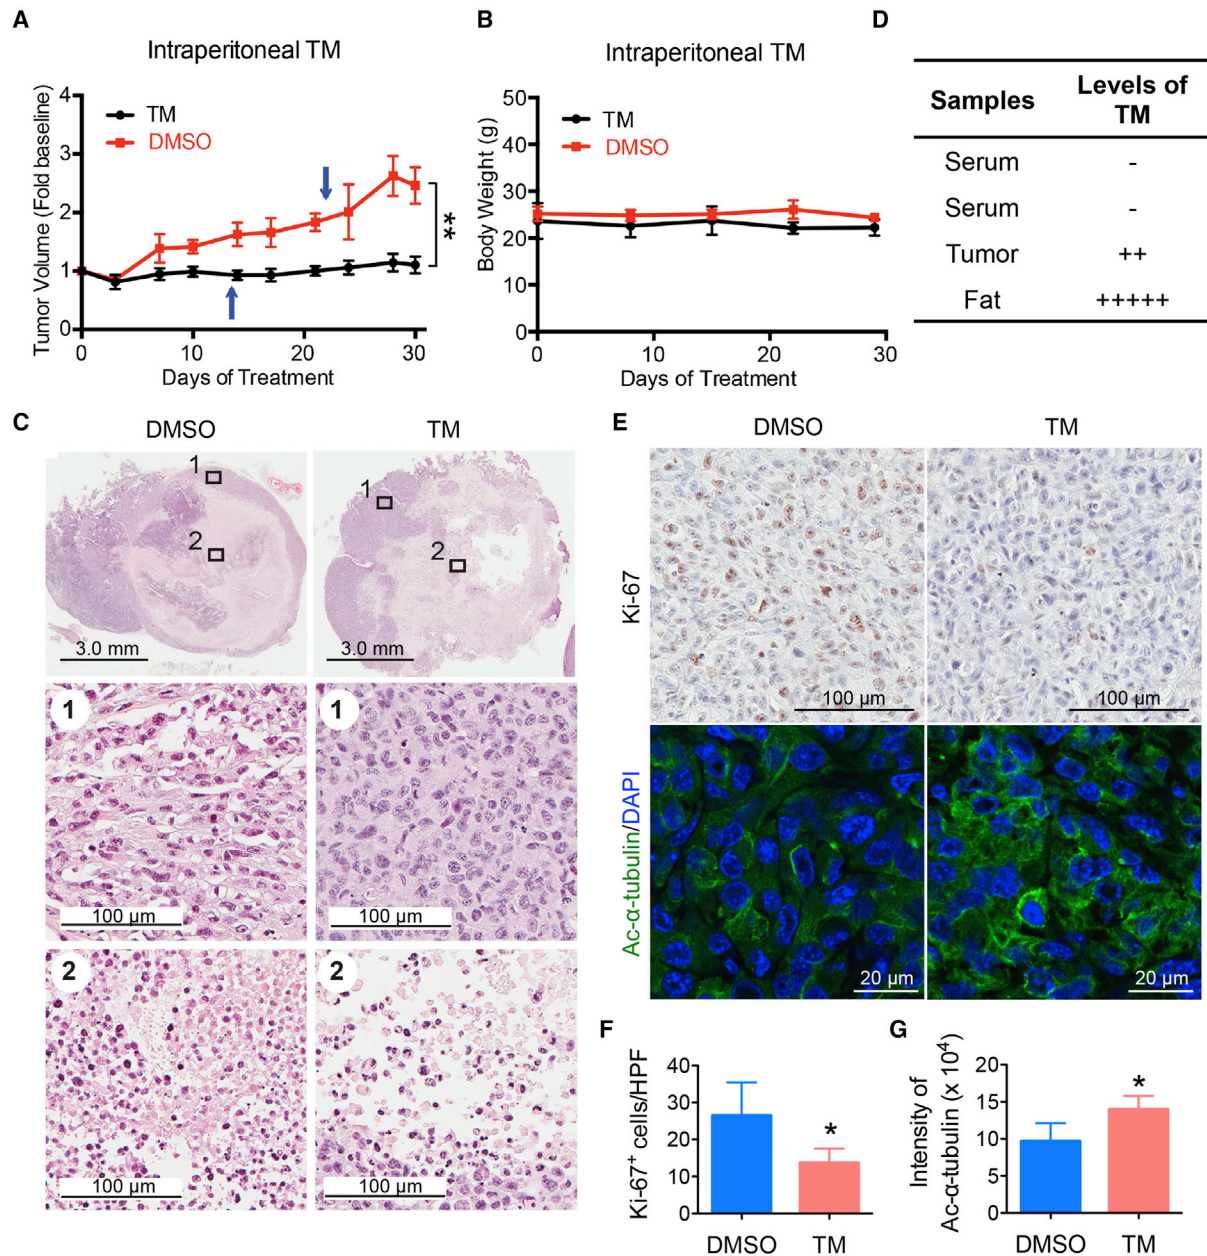 A
Intraperitoneal TM
Tumor Volume (Fold baseline)
4
3
2
1
0
TM
DMSO
**
0 10 20 30
Days of Treatment
B
Intraperitoneal TM
Body Weight (g)
50
40
30
20
10
0
TM
DMSO
0 10 20 30
Days of Treatment
D
Samples Levels of TM
Serum -
Serum -
Tumor ++
Fat +++++
C
DMSO TM
1
2
3.0 mm
1
2
3.0 mm
1
100 µm
1
100 µm
2
100 µm
2
100 µm
E
DMSO TM
Ki-67
100 µm
100 µm
Ac-α-tubulin/DAPI
20 µm
20 µm
F
Ki-67+ cells/HPF
40
30
20
10
0
*
DMSO TM
G
Intensity of
Ac-α-tubulin (x 10⁴)
20
15
10
5
0
*
DMSO TM